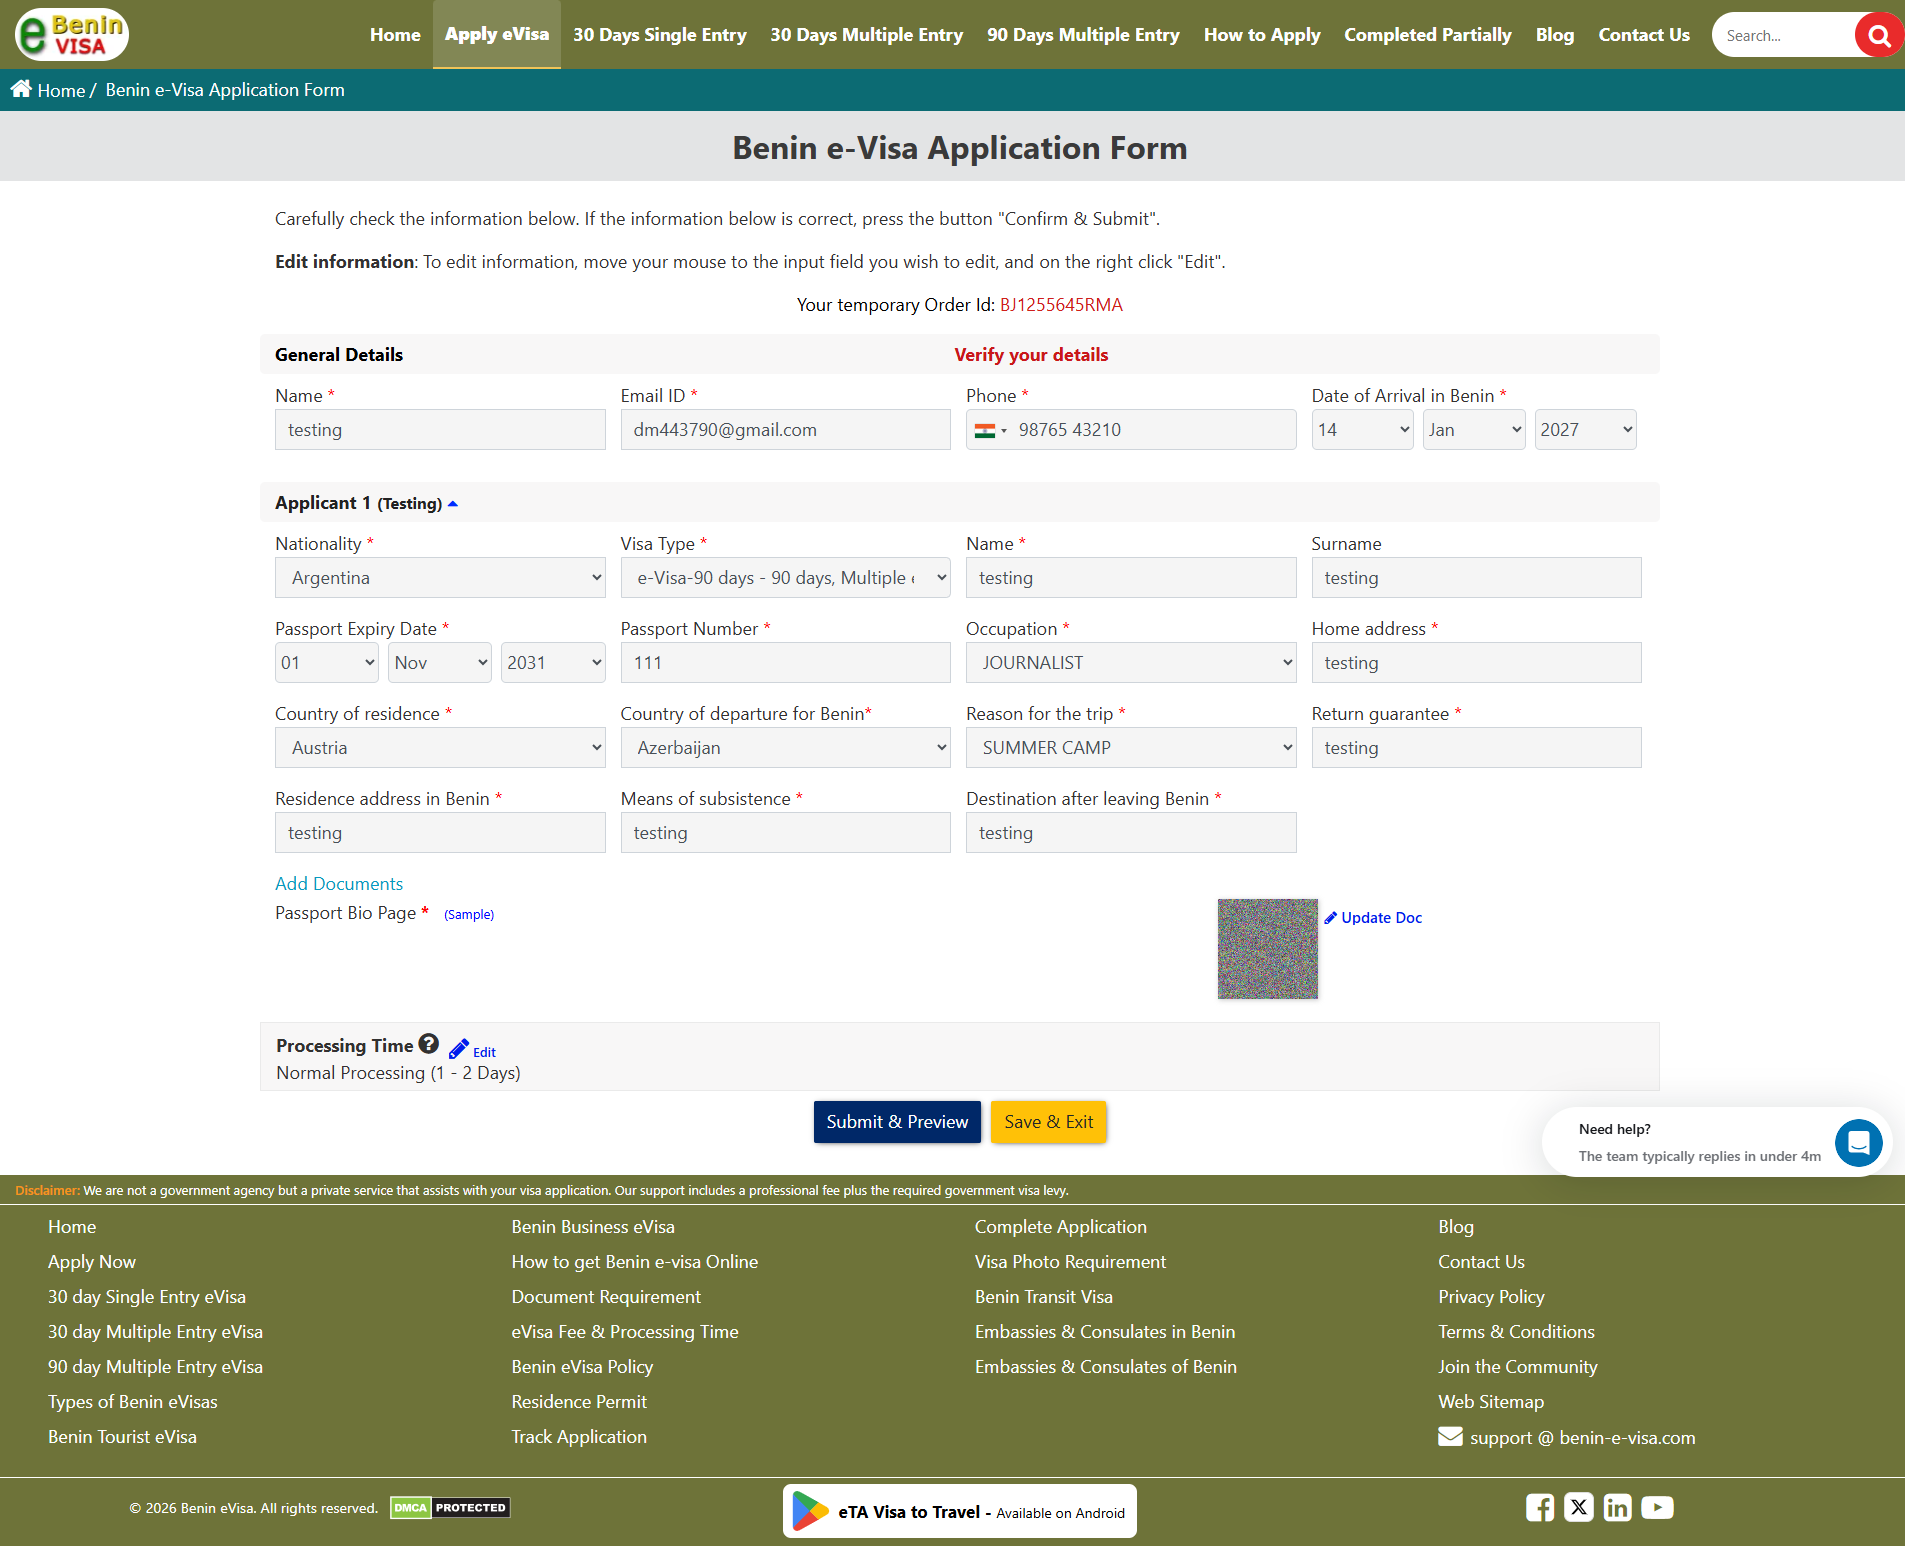 e Benin VISA
Home Apply eVisa 30 Days Single Entry 30 Days Multiple Entry 90 Days Multiple Entry How to Apply Completed Partially Blog Contact Us Search...
Home / Benin e-Visa Application Form
Benin e-Visa Application Form
Carefully check the information below. If the information below is correct, press the button "Confirm & Submit".
Edit information: To edit information, move your mouse to the input field you wish to edit, and on the right click "Edit".
Your temporary Order Id: BJ1255645RMA
General Details Verify your details
Name * Email ID * Phone * Date of Arrival in Benin *
testing dm443790@gmail.com 98765 43210 14 Jan 2027
Applicant 1 (Testing)
Nationality * Visa Type * Name * Surname
Argentina e-Visa-90 days - 90 days, Multiple testing testing
Passport Expiry Date * Passport Number * Occupation * Home address *
01 Nov 2031 111 JOURNALIST testing
Country of residence * Country of departure for Benin* Reason for the trip * Return guarantee *
Austria Azerbaijan SUMMER CAMP testing
Residence address in Benin * Means of subsistence * Destination after leaving Benin *
testing testing testing
Add Documents
Passport Bio Page * (Sample) Update Doc
Processing Time ? Edit
Normal Processing (1 - 2 Days)
Submit & Preview Save & Exit
Need help?
The team typically replies in under 4m
Disclaimer: We are not a government agency but a private service that assists with your visa application. Our support includes a professional fee plus the required government visa levy.
Home Benin Business eVisa Complete Application Blog
Apply Now How to get Benin e-visa Online Visa Photo Requirement Contact Us
30 day Single Entry eVisa Document Requirement Benin Transit Visa Privacy Policy
30 day Multiple Entry eVisa eVisa Fee & Processing Time Embassies & Consulates in Benin Terms & Conditions
90 day Multiple Entry eVisa Benin eVisa Policy Embassies & Consulates of Benin Join the Community
Types of Benin eVisas Residence Permit Web Sitemap
Benin Tourist eVisa Track Application support @ benin-e-visa.com
© 2026 Benin eVisa. All rights reserved. DMCA PROTECTED eTA Visa to Travel - Available on Android